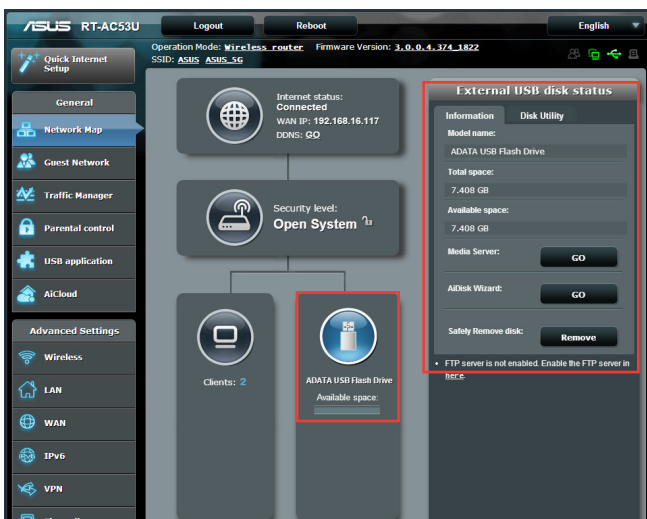 ASUS RT-AC53U
Logout
Reboot
English
Quick Internet
Setup
Operation Mode: Wireless router Firmware Version: 3.0.0.4.374_1822
SSID: ASUS ASUS_5G
General
Network Map
Guest Network
Traffic Manager
Parental control
USB application
AiCloud
Advanced Settings
Wireless
LAN
WAN
IPv6
VPN
Internet status:
Connected
WAN IP: 192.168.16.117
DDNS: GO
Security level:
Open System
Clients: 2
ADATA USB Flash Drive
Available space:
External USB disk status
Information
Disk Utility
Model name:
ADATA USB Flash Drive
Total space:
7.408 GB
Available space:
7.408 GB
Media Server:
GO
AiDisk Wizard:
GO
Safely Remove disk:
Remove
• FTP server is not enabled. Enable the FTP server in
here.